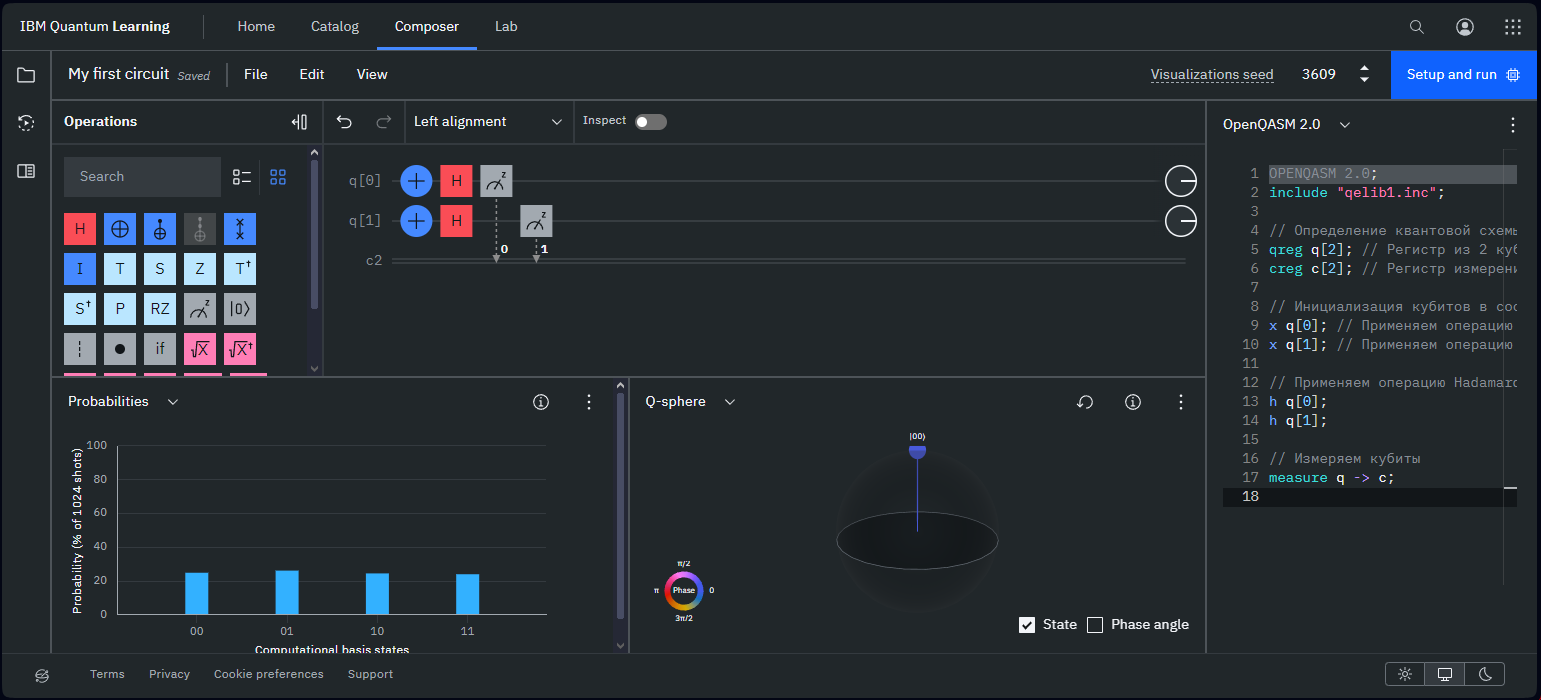 IBM Quantum Learning
Home
Catalog
Composer
Lab
My first circuit Saved
File
Edit
View
Visualizations seed
3609
Setup and run
Operations
Left alignment
Inspect
OpenQASM 2.0
Search
H
I T S Z T†
S† P RZ z |0⟩
if √X √X†
q[0] + H z
q[1] + H z
0 1
c2
1 OPENQASM 2.0;
2 include "qelib1.inc";
3
4 // Определение квантовой схемы
5 qreg q[2]; // Регистр из 2 куб
6 creg c[2]; // Регистр измерени
7
8 // Инициализация кубитов в сос
9 x q[0]; // Применяем операцию
10 x q[1]; // Применяем операцию
11
12 // Применяем операцию Hadamard
13 h q[0];
14 h q[1];
15
16 // Измеряем кубиты
17 measure q -> c;
18
Probabilities
Probability (% of 1024 shots)
100
80
60
40
20
0
00 01 10 11
Computational basis states
Q-sphere
|00⟩
π/2
π Phase 0
3π/2
State
Phase angle
Terms
Privacy
Cookie preferences
Support